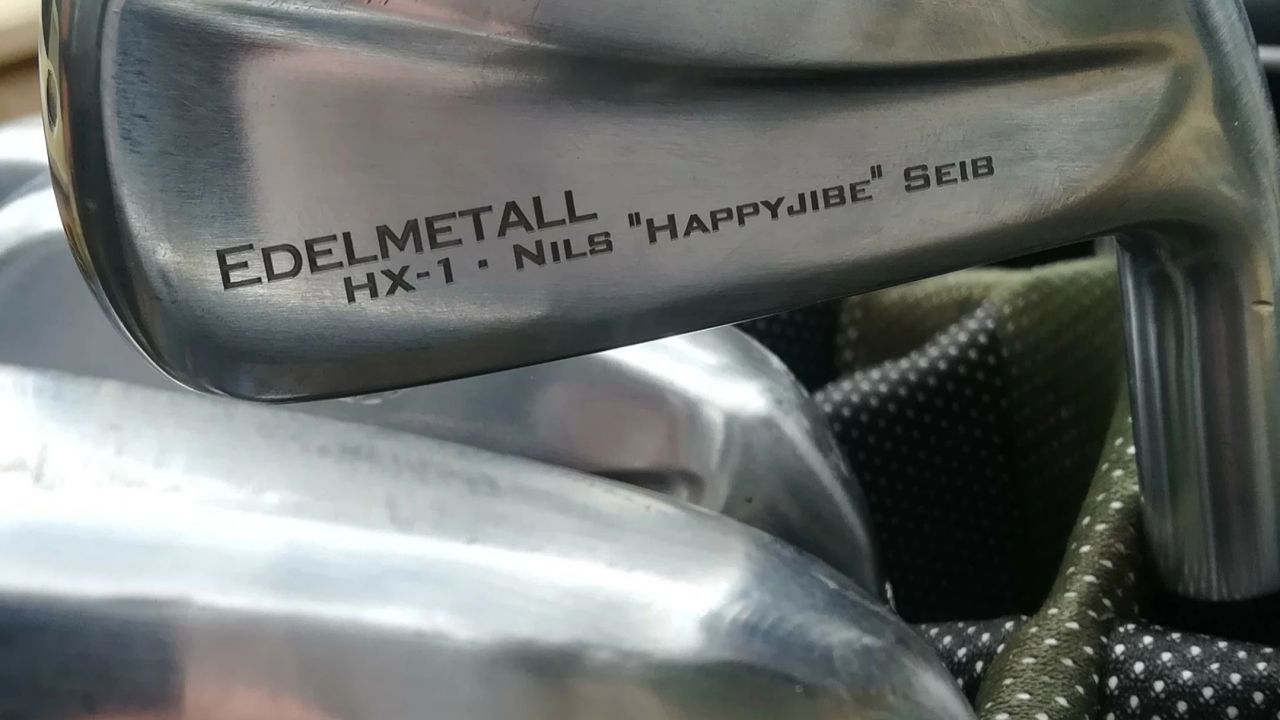 EDELMETALL
HX-1 · NILS "HAPPYJIBE" SEIB